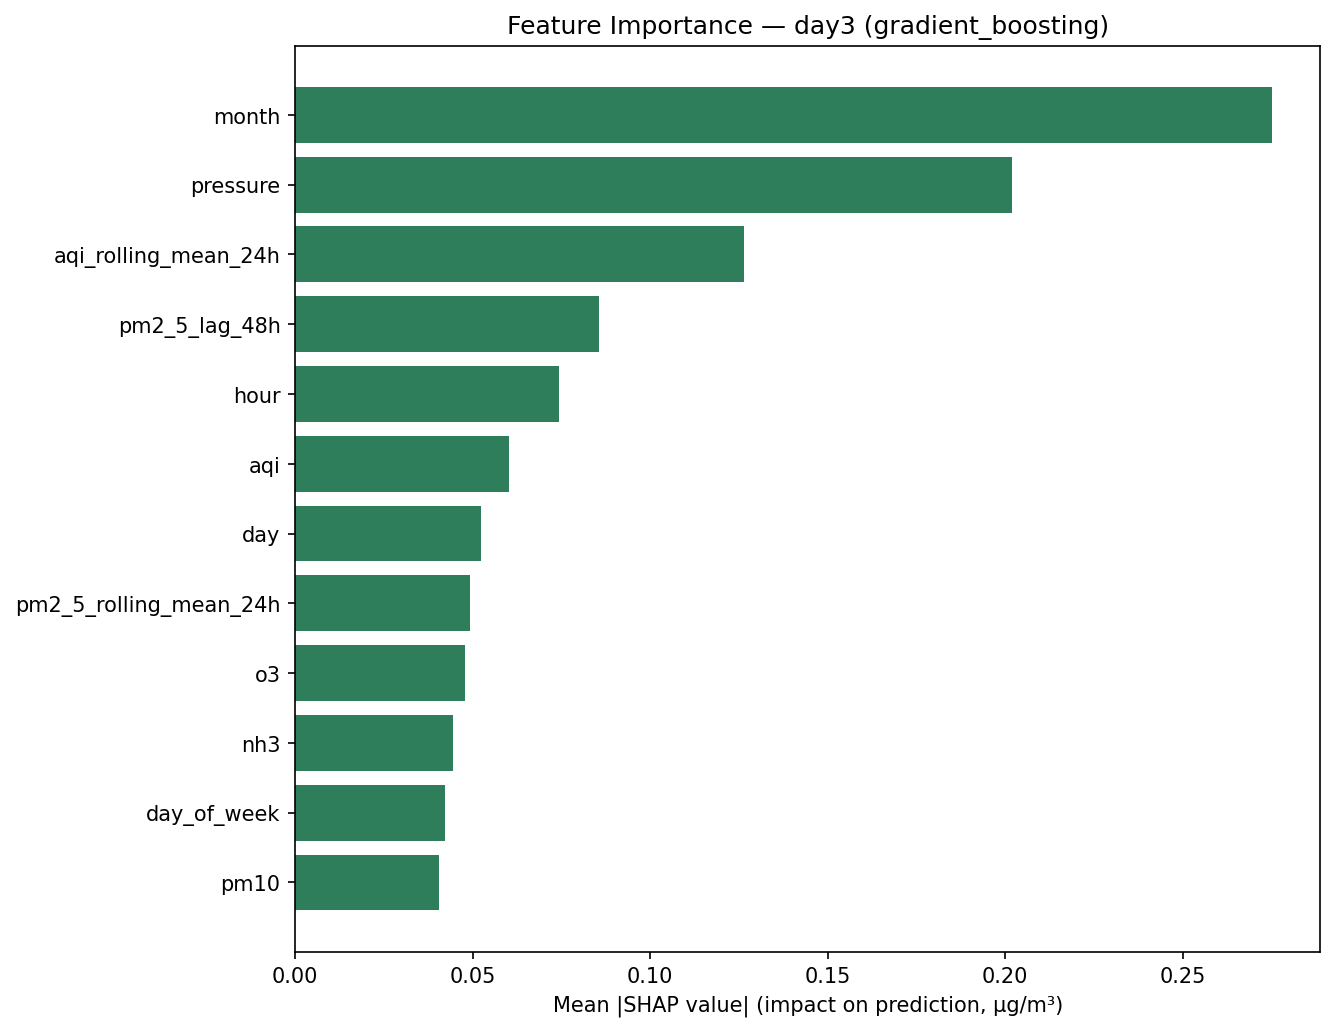 Feature Importance — day3 (gradient_boosting)
month
pressure
aqi_rolling_mean_24h
pm2_5_lag_48h
hour
aqi
day
pm2_5_rolling_mean_24h
o3
nh3
day_of_week
pm10
0.00 0.05 0.10 0.15 0.20 0.25
Mean |SHAP value| (impact on prediction, µg/m³)